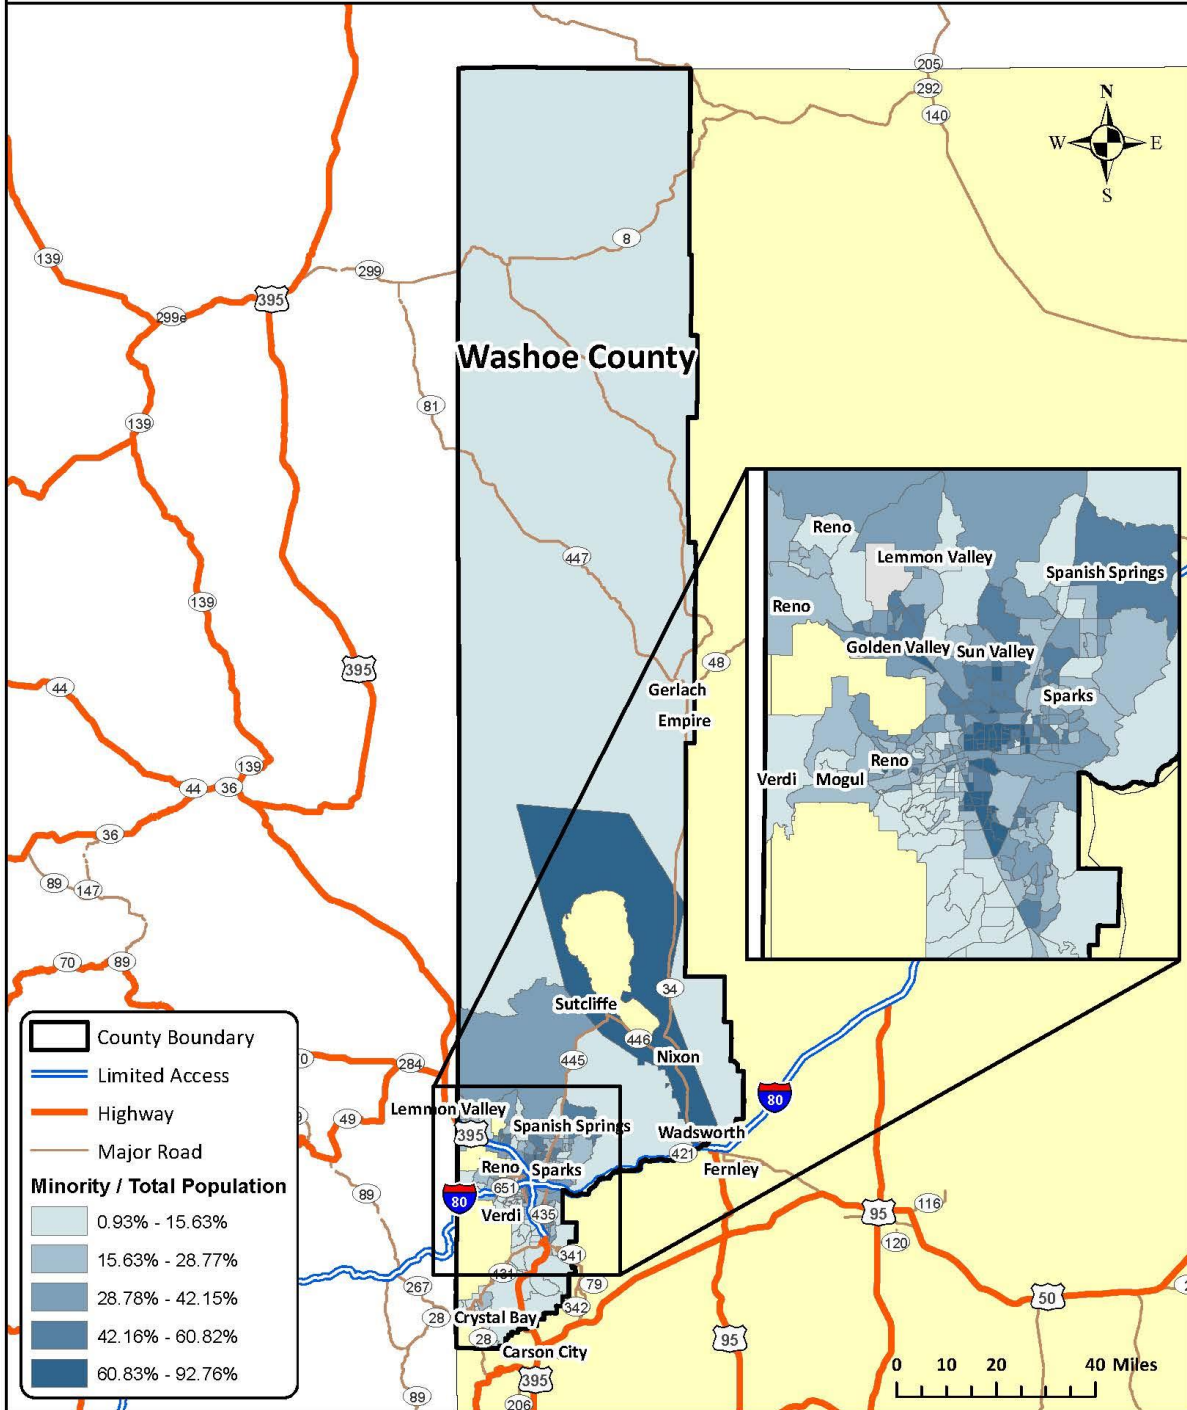 205
292
140
N
W E
S
8
139
299
395
299e
Washoe County
81
139
447
Reno
Lemmon Valley
Spanish Springs
Reno
139
Golden Valley
Sun Valley
395
48
44
Gerlach
Sparks
Empire
Reno
139
Verdi
Mogul
44
36
36
89
147
70
89
34
Sutcliffe
446
Nixon
445
284
80
Lemmon Valley
49
395
Spanish Springs
Wadsworth
421
Reno
Sparks
Fernley
651
89
80
116
Verdi
435
95
120
341
431
267
79
50
342
28
Crystal Bay
28
95
Carson City
395
89
206
County Boundary
Limited Access
Highway
Major Road
Minority / Total Population
0.93% - 15.63%
15.63% - 28.77%
28.78% - 42.15%
42.16% - 60.82%
60.83% - 92.76%
0 10 20 40 Miles